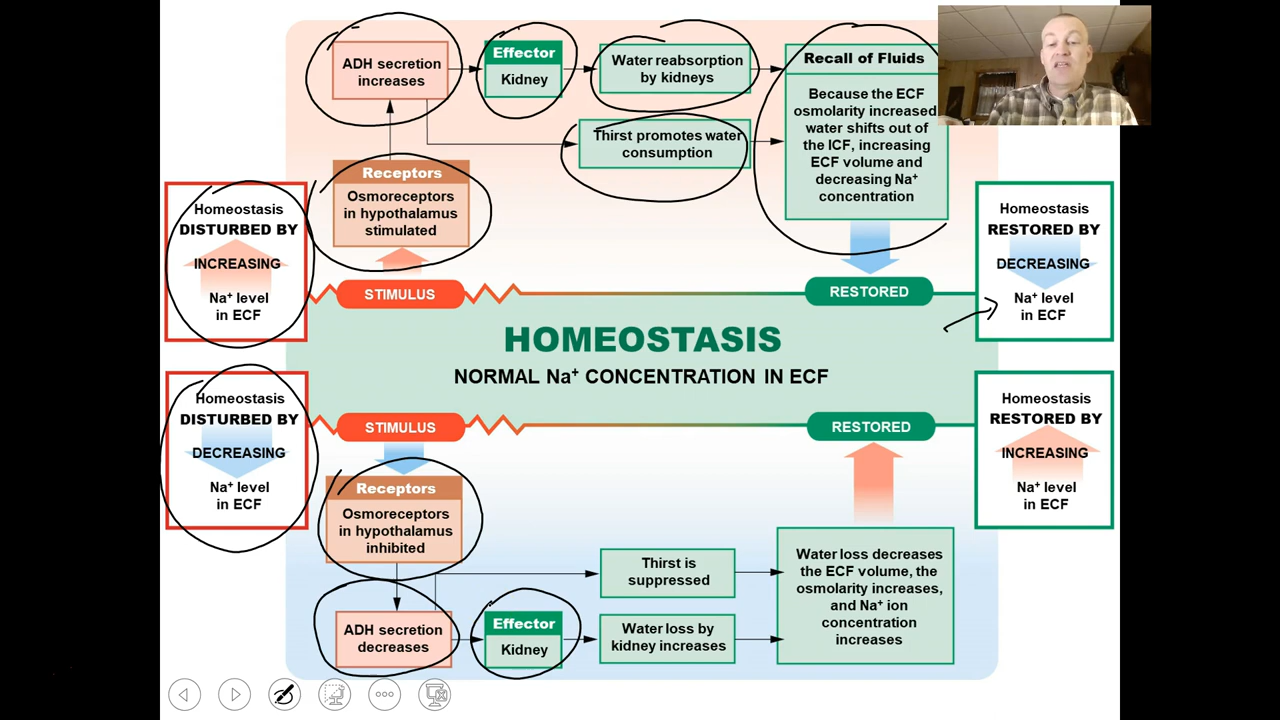 ADH secretion
increases
Effector
Kidney
Water reabsorption
by kidneys
Thirst promotes water
consumption
Recall of Fluids
Because the ECF
osmolarity increased
water shifts out of
the ICF, increasing
ECF volume and
decreasing Na⁺
concentration
Receptors
Osmoreceptors
in hypothalamus
stimulated
Homeostasis
DISTURBED BY
INCREASING
Na⁺ level
in ECF
STIMULUS
RESTORED
Homeostasis
RESTORED BY
DECREASING
Na⁺ level
in ECF
HOMEOSTASIS
NORMAL Na⁺ CONCENTRATION IN ECF
Homeostasis
DISTURBED BY
DECREASING
Na⁺ level
in ECF
STIMULUS
RESTORED
Homeostasis
RESTORED BY
INCREASING
Na⁺ level
in ECF
Receptors
Osmoreceptors
in hypothalamus
inhibited
Thirst is
suppressed
ADH secretion
decreases
Effector
Kidney
Water loss by
kidney increases
Water loss decreases
the ECF volume, the
osmolarity increases,
and Na⁺ ion
concentration
increases